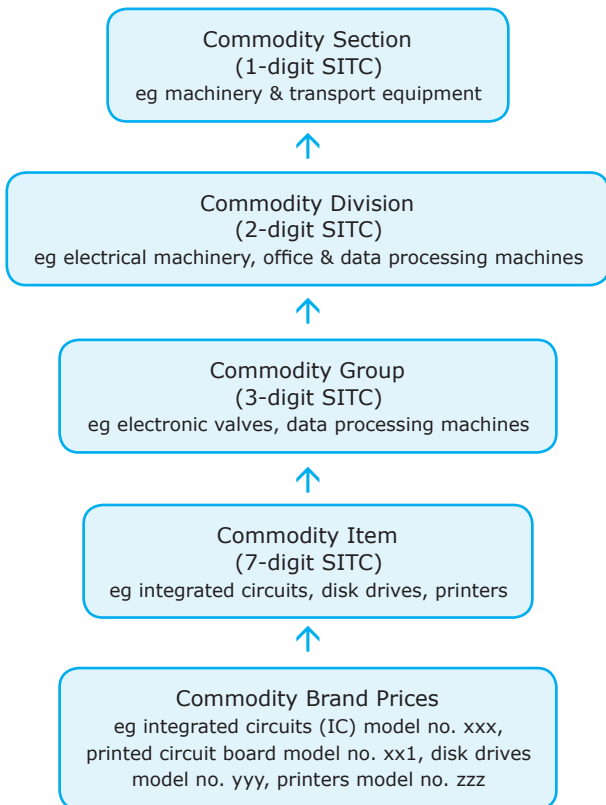 Commodity Section
(1-digit SITC)
eg machinery & transport equipment
Commodity Division
(2-digit SITC)
eg electrical machinery, office & data processing machines
Commodity Group
(3-digit SITC)
eg electronic valves, data processing machines
Commodity Item
(7-digit SITC)
eg integrated circuits, disk drives, printers
Commodity Brand Prices
eg integrated circuits (IC) model no. xxx,
printed circuit board model no. xx1, disk drives
model no. yyy, printers model no. zzz